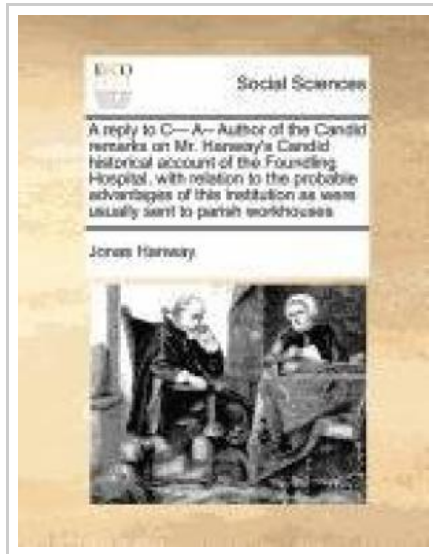 ECCO
Social Sciences
A reply to C--- A-- Author of the Candid
remarks on Mr. Hanway's Candid
historical account of the Foundling
Hospital, with relation to the probable
advantages of this Institution as were
usually sent to parish workhouses
Jonas Hanway